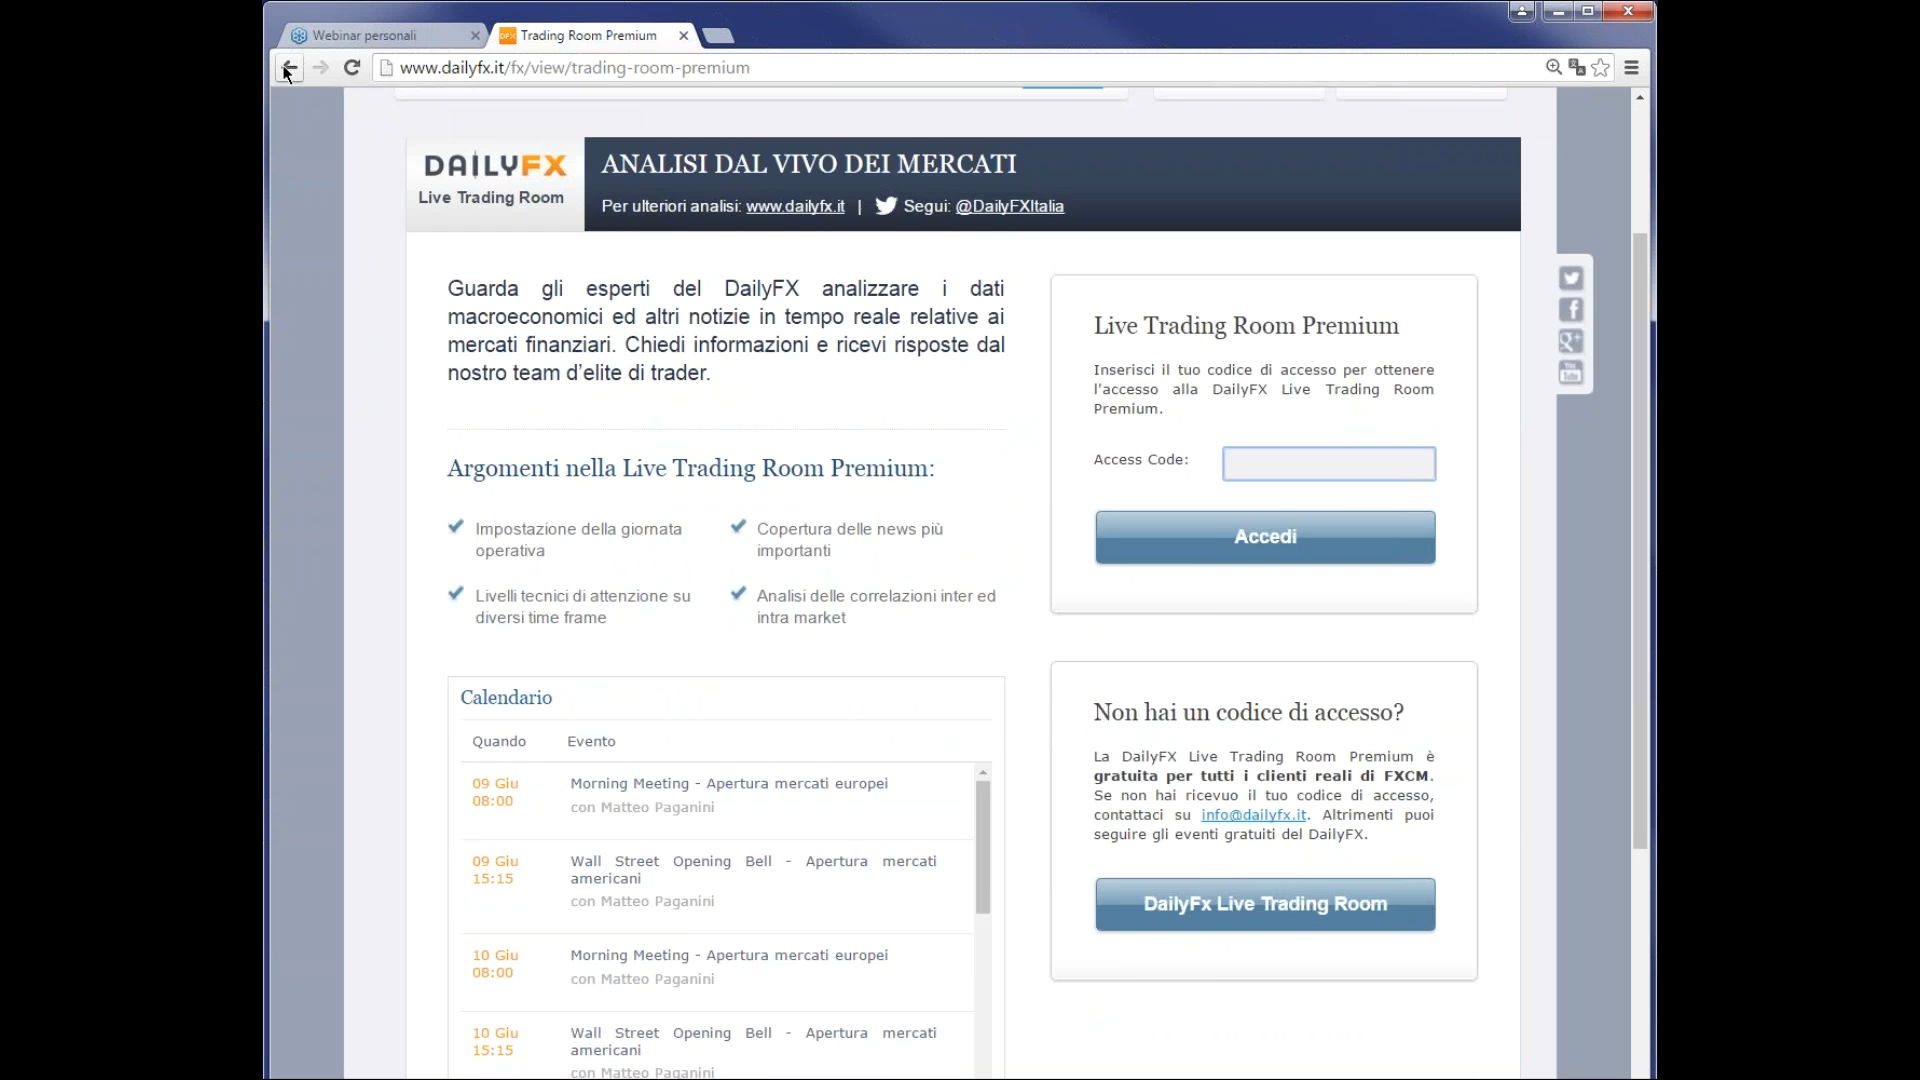 Webinar personali
Trading Room Premium
www.dailyfx.it/fx/view/trading-room-premium
DAILYFX
Live Trading Room
ANALISI DAL VIVO DEI MERCATI
Per ulteriori analisi: www.dailyfx.it | Segui: @DailyFXItalia
Guarda gli esperti del DailyFX analizzare i dati
macroeconomici ed altri notizie in tempo reale relative ai
mercati finanziari. Chiedi informazioni e ricevi risposte dal
nostro team d'elite di trader.
Argomenti nella Live Trading Room Premium:
Impostazione della giornata
operativa
Copertura delle news più
importanti
Livelli tecnici di attenzione su
diversi time frame
Analisi delle correlazioni inter ed
intra market
Calendario
Quando Evento
09 Giu
08:00
Morning Meeting - Apertura mercati europei
con Matteo Paganini
09 Giu
15:15
Wall Street Opening Bell - Apertura mercati
americani
con Matteo Paganini
10 Giu
08:00
Morning Meeting - Apertura mercati europei
con Matteo Paganini
10 Giu
15:15
Wall Street Opening Bell - Apertura mercati
americani
con Matteo Paganini
Live Trading Room Premium
Inserisci il tuo codice di accesso per ottenere
l'accesso alla DailyFX Live Trading Room
Premium.
Access Code:
Accedi
Non hai un codice di accesso?
La DailyFX Live Trading Room Premium è
gratuita per tutti i clienti reali di FXCM.
Se non hai ricevuo il tuo codice di accesso,
contattaci su info@dailyfx.it. Altrimenti puoi
seguire gli eventi gratuiti del DailyFX.
DailyFx Live Trading Room